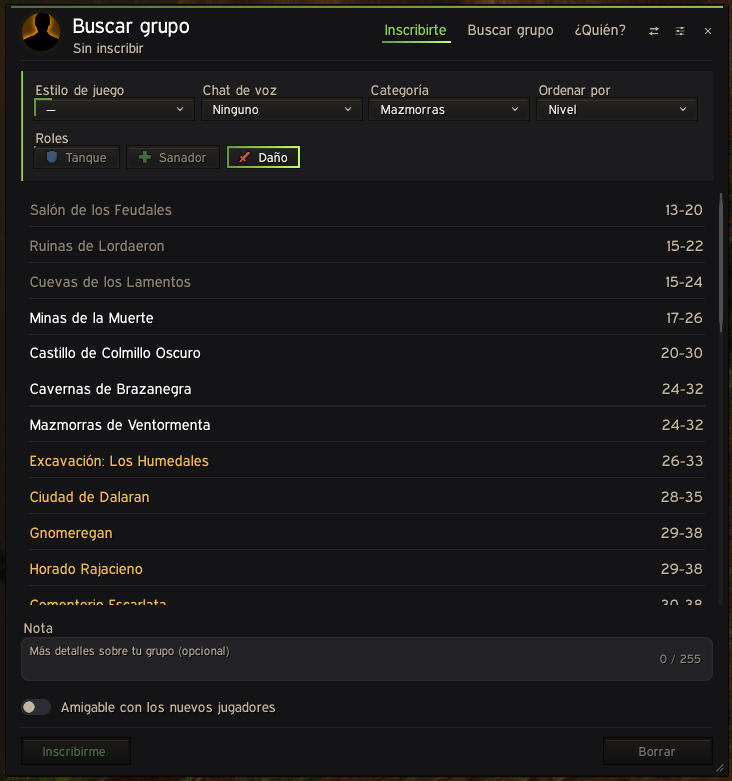 Buscar grupo
Sin inscribir
Inscribirte Buscar grupo ¿Quién?
Estilo de juego Chat de voz Categoría Ordenar por
— Ninguno Mazmorras Nivel
Roles
Tanque Sanador Daño
Salón de los Feudales 13-20
Ruinas de Lordaeron 15-22
Cuevas de los Lamentos 15-24
Minas de la Muerte 17-26
Castillo de Colmillo Oscuro 20-30
Cavernas de Brazanegra 24-32
Mazmorras de Ventormenta 24-32
Excavación: Los Humedales 26-33
Ciudad de Dalaran 28-35
Gnomeregan 29-38
Horado Rajacieno 29-38
Cementerio Escarlata 30-38
Nota
Más detalles sobre tu grupo (opcional)
0 / 255
Amigable con los nuevos jugadores
Inscribirme Borrar